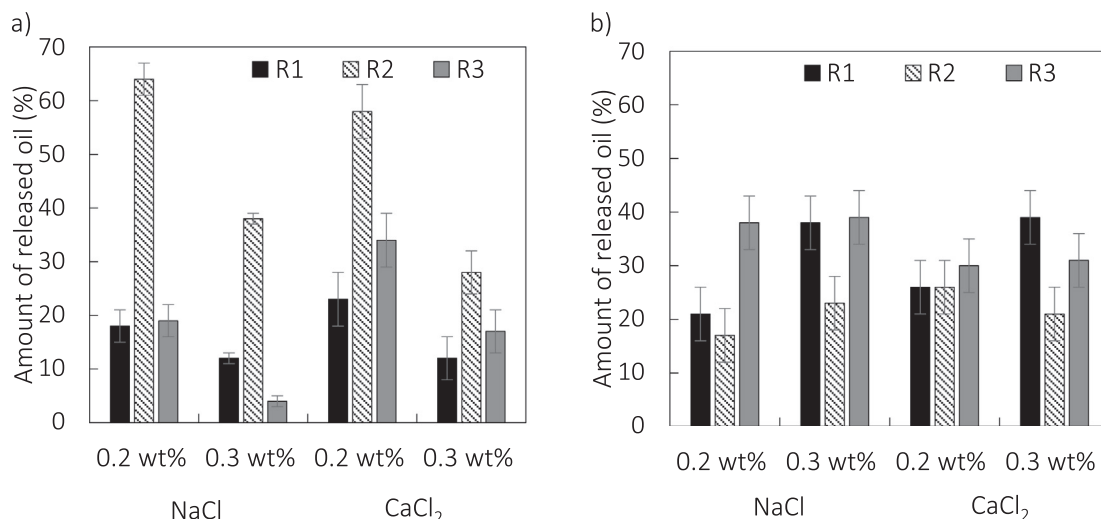 a)
Amount of released oil (%)
70
60
50
40
30
20
10
0
R1 R2 R3
0.2 wt% 0.3 wt% 0.2 wt% 0.3 wt%
NaCl CaCl₂
b)
Amount of released oil (%)
70
60
50
40
30
20
10
0
R1 R2 R3
0.2 wt% 0.3 wt% 0.2 wt% 0.3 wt%
NaCl CaCl₂